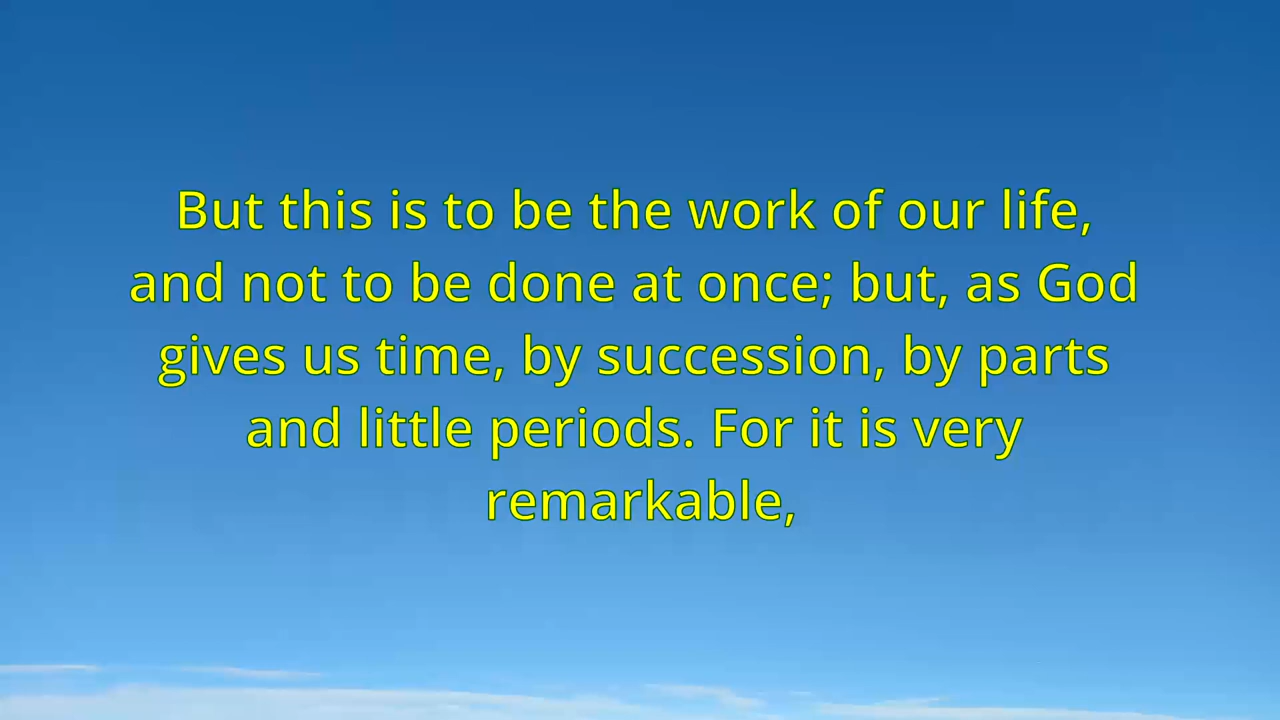 But this is to be the work of our life,
and not to be done at once; but, as God
gives us time, by succession, by parts
and little periods. For it is very
remarkable,